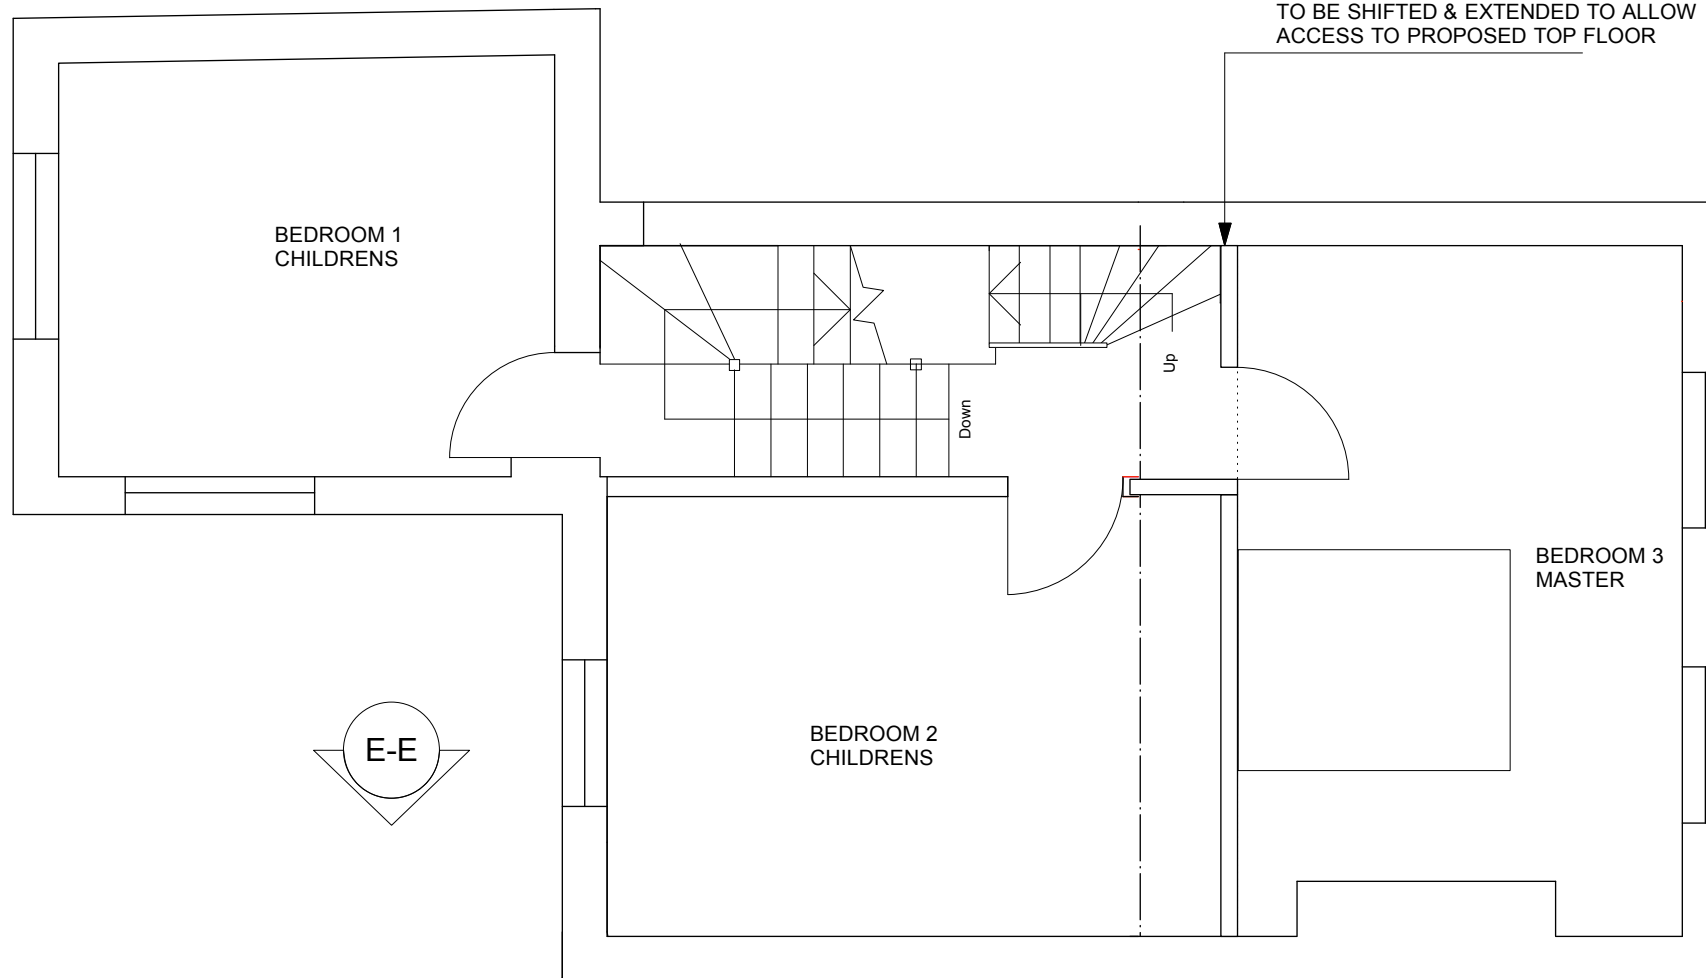 TO BE SHIFTED & EXTENDED TO ALLOW
ACCESS TO PROPOSED TOP FLOOR
BEDROOM 1
CHILDRENS
Up
Down
BEDROOM 3
MASTER
BEDROOM 2
CHILDRENS
E-E